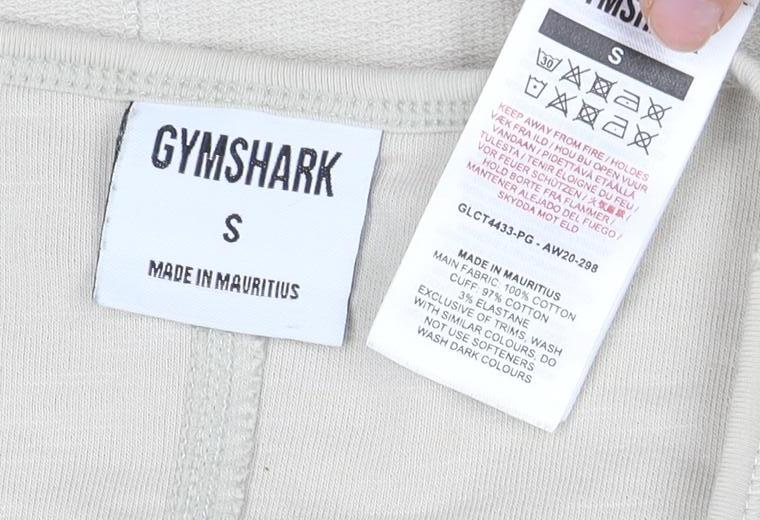 GYMSHARK
S
MADE IN MAURITIUS
S
30
KEEP AWAY FROM FIRE / HOLDES
VÆK FRA ILD / HOU BIJ OPEN VUUR
VANDAAN / PIDETTÄVÄ ETÄÄLLÄ
TULESTA / TENIR ÉLOIGNÉ DU FEU /
VOR FEUER SCHÜTZEN /
HOLD BORTE FRA FLAMMER /
MANTENER ALEJADO DEL FUEGO /
SKYDDA MOT ELD
GLCT4433-PG - AW20-298
MADE IN MAURITIUS
MAIN FABRIC: 100% COTTON
CUFF: 97% COTTON
3% ELASTANE
EXCLUSIVE OF TRIMS, WASH
WITH SIMILAR COLOURS, DO
NOT USE SOFTENERS
WASH DARK COLOURS